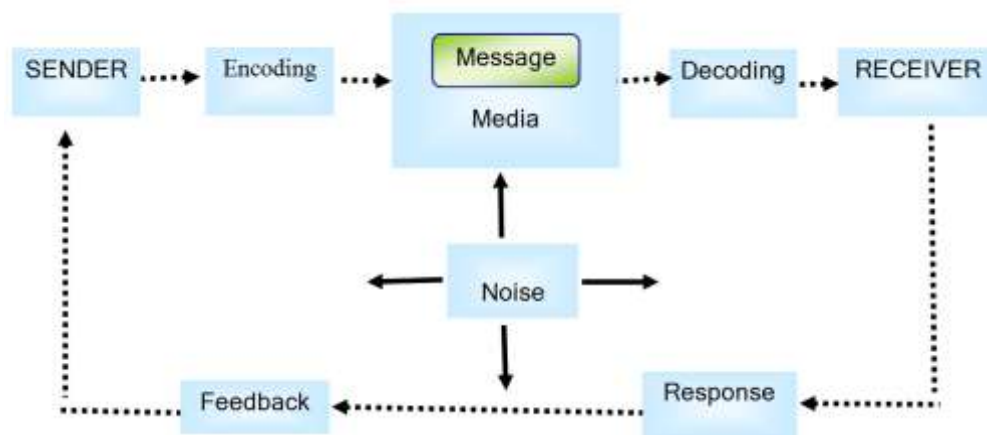 SENDER
Encoding
Message
Media
Decoding
RECEIVER
Noise
Feedback
Response